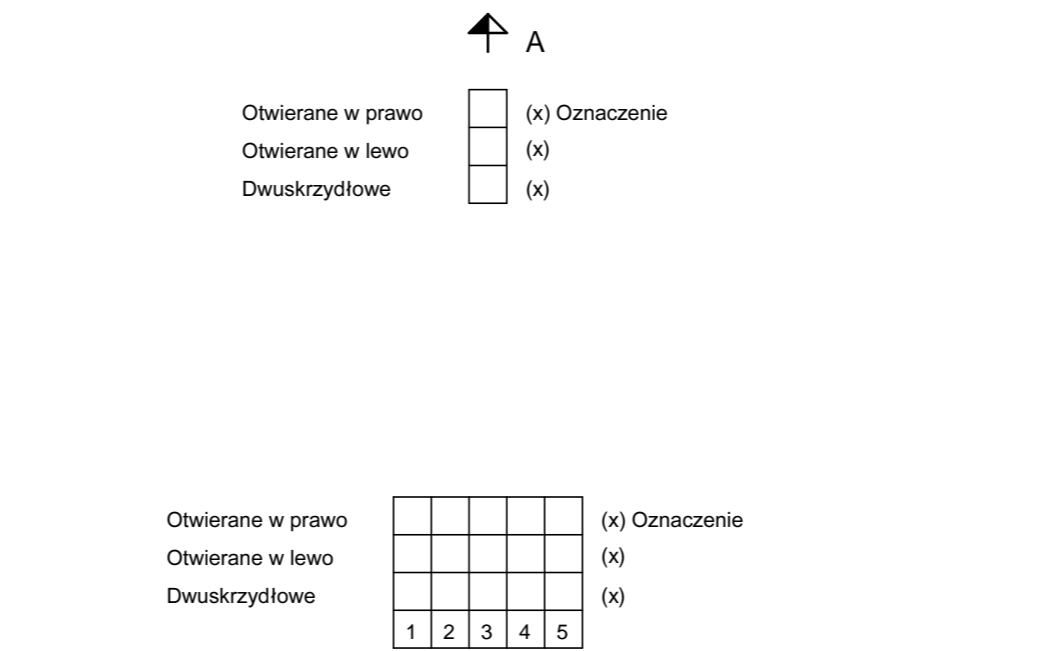 A
Otwierane w prawo (x) Oznaczenie
Otwierane w lewo (x)
Dwuskrzydłowe (x)
Otwierane w prawo (x) Oznaczenie
Otwierane w lewo (x)
Dwuskrzydłowe (x)
1 2 3 4 5